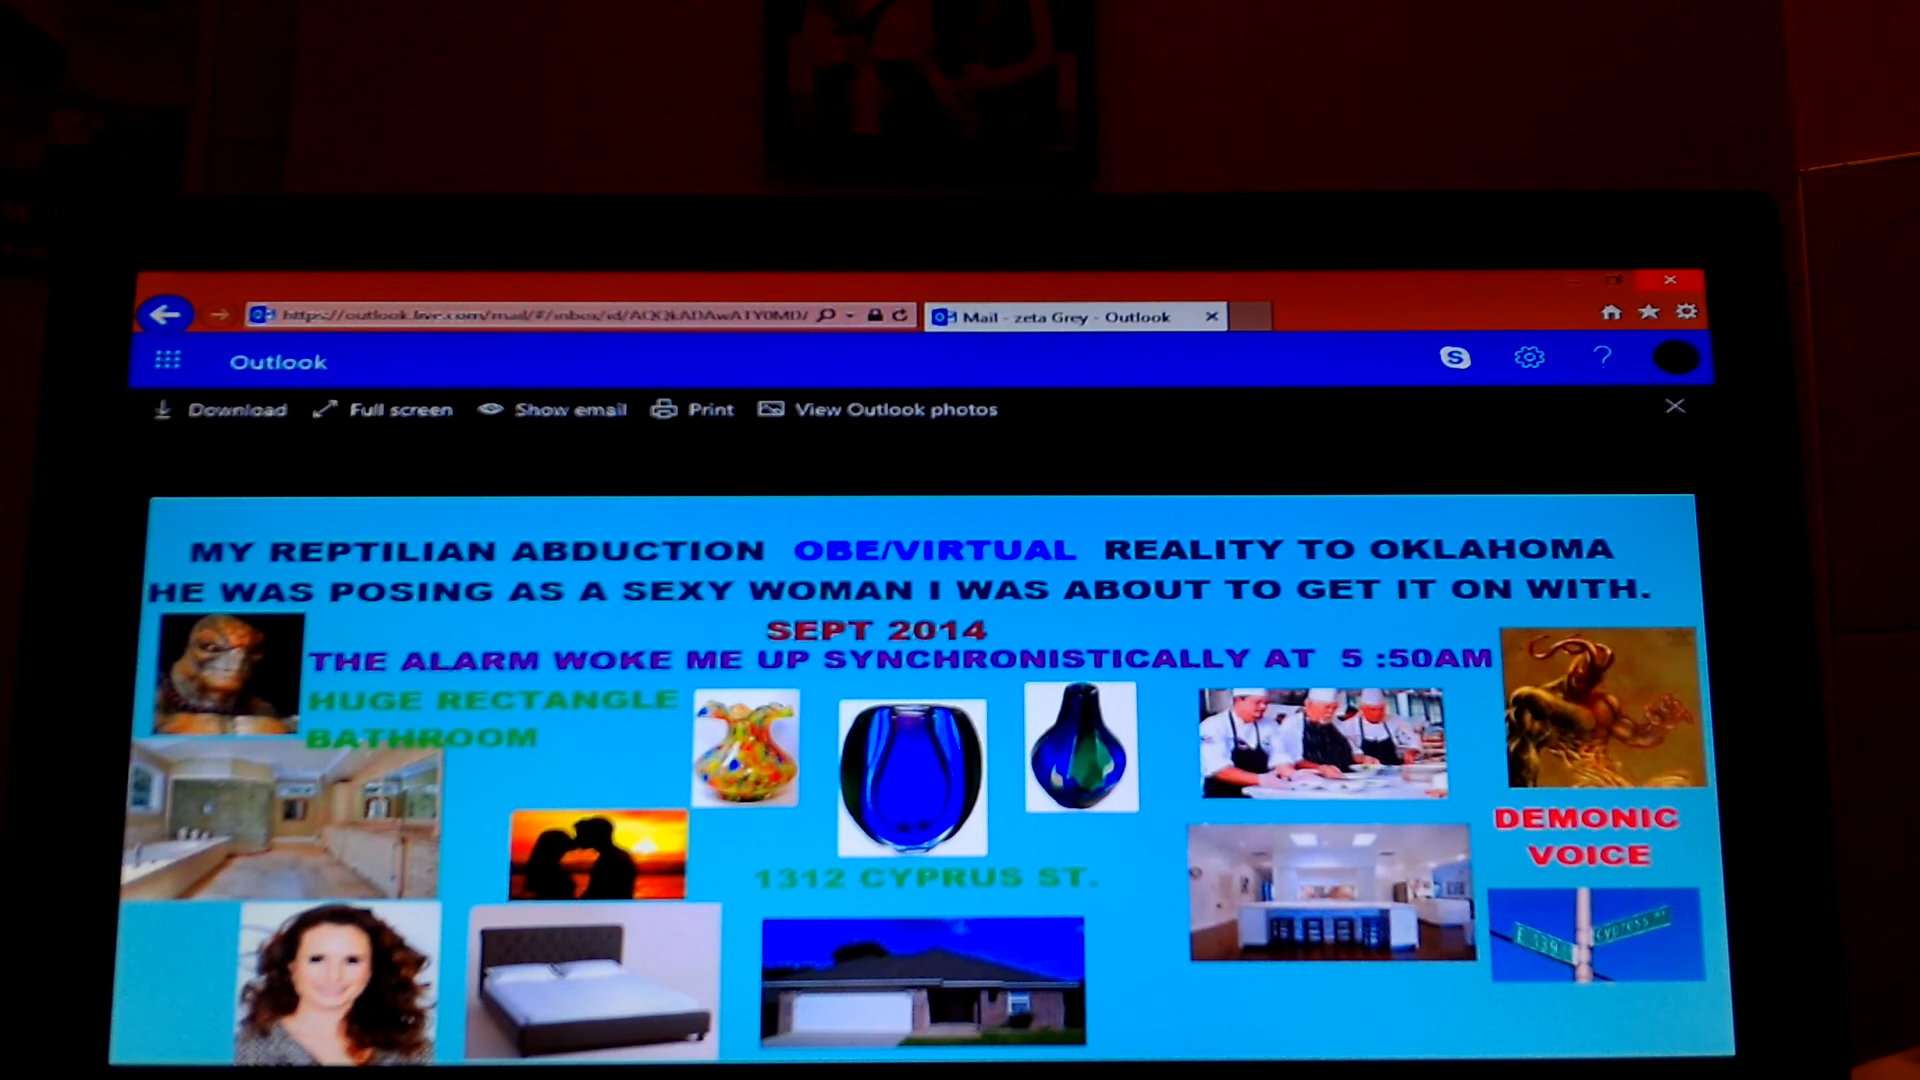 Mail - zeta Grey - Outlook
Outlook
Download Full screen Show email Print View Outlook photos
MY REPTILIAN ABDUCTION OBE/VIRTUAL REALITY TO OKLAHOMA
HE WAS POSING AS A SEXY WOMAN I WAS ABOUT TO GET IT ON WITH.
SEPT 2014
THE ALARM WOKE ME UP SYNCHRONISTICALLY AT 5 :50AM
HUGE RECTANGLE
BATHROOM
1312 CYPRUS ST.
DEMONIC
VOICE
E 139
Cypress